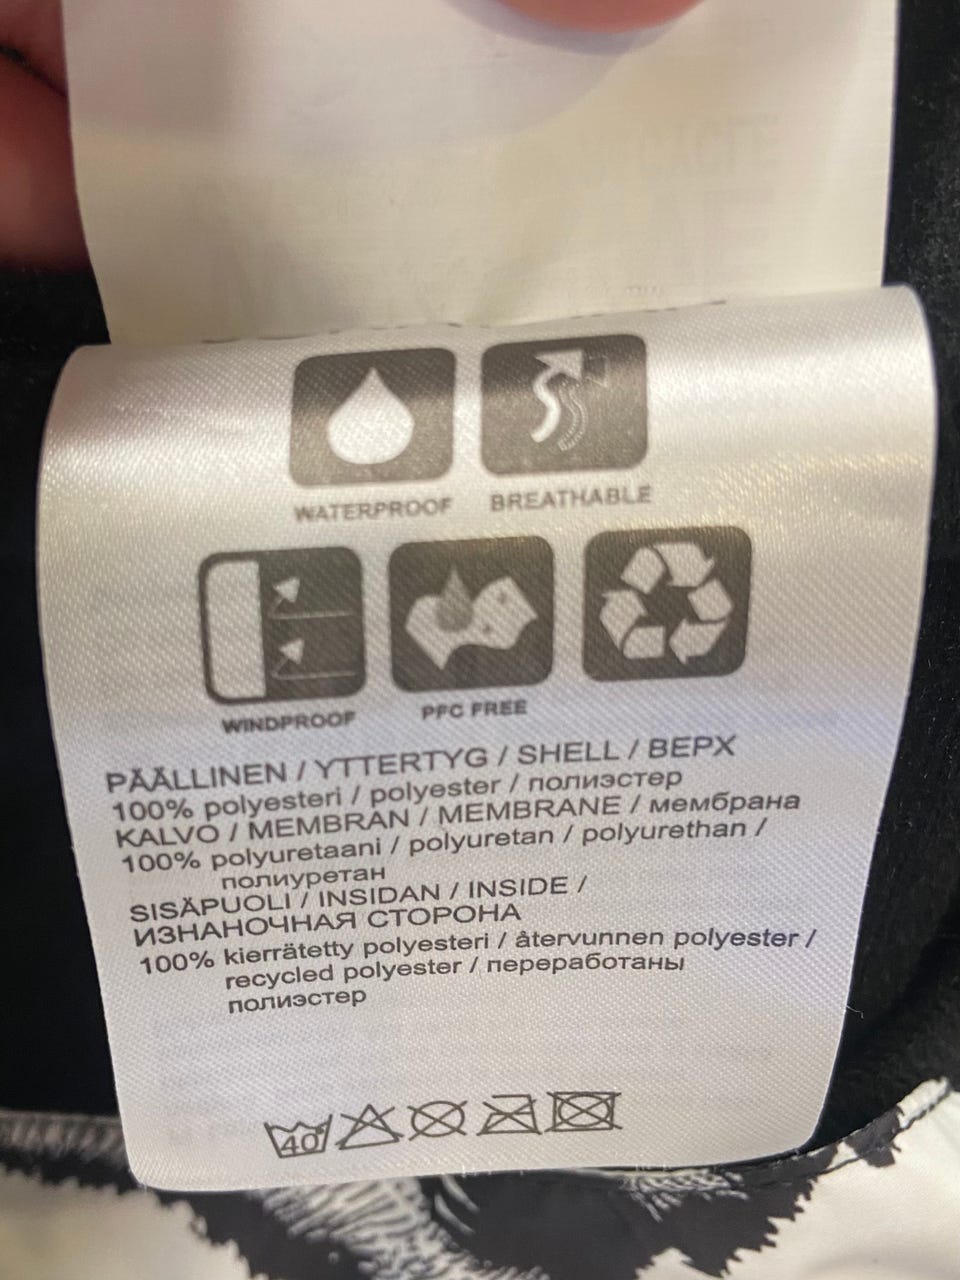 WATERPROOF
BREATHABLE
WINDPROOF
PFC FREE
PÄÄLLINEN / YTTERTYG / SHELL / ВЕРХ
100% polyesteri / polyester / полиэстер
KALVO / MEMBRAN / MEMBRANE / мембрана
100% polyuretaani / polyuretan / polyurethan /
полиуретан
SISÄPUOLI / INSIDAN / INSIDE /
ИЗНАНОЧНАЯ СТОРОНА
100% kierrätetty polyesteri / återvunnen polyester /
recycled polyester / переработаны
полиэстер
40°